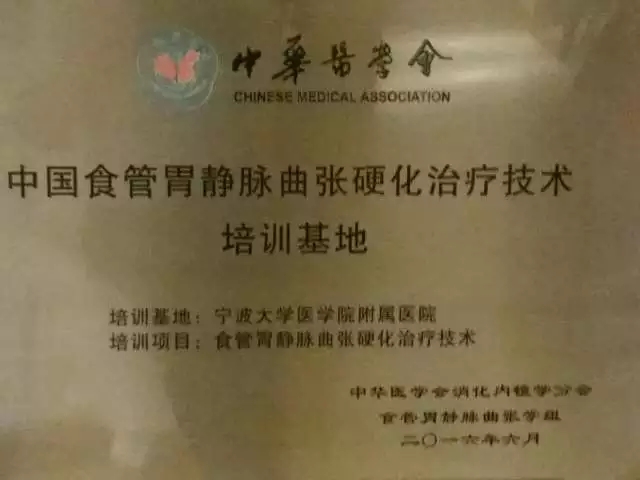 中华医学会
CHINESE MEDICAL ASSOCIATION
中国食管胃静脉曲张硬化治疗技术
培训基地
培训基地：宁波大学医学院附属医院
培训项目：食管胃静脉曲张硬化治疗技术
中华医学会消化内镜学分会
食管胃静脉曲张学组
二〇一六年六月